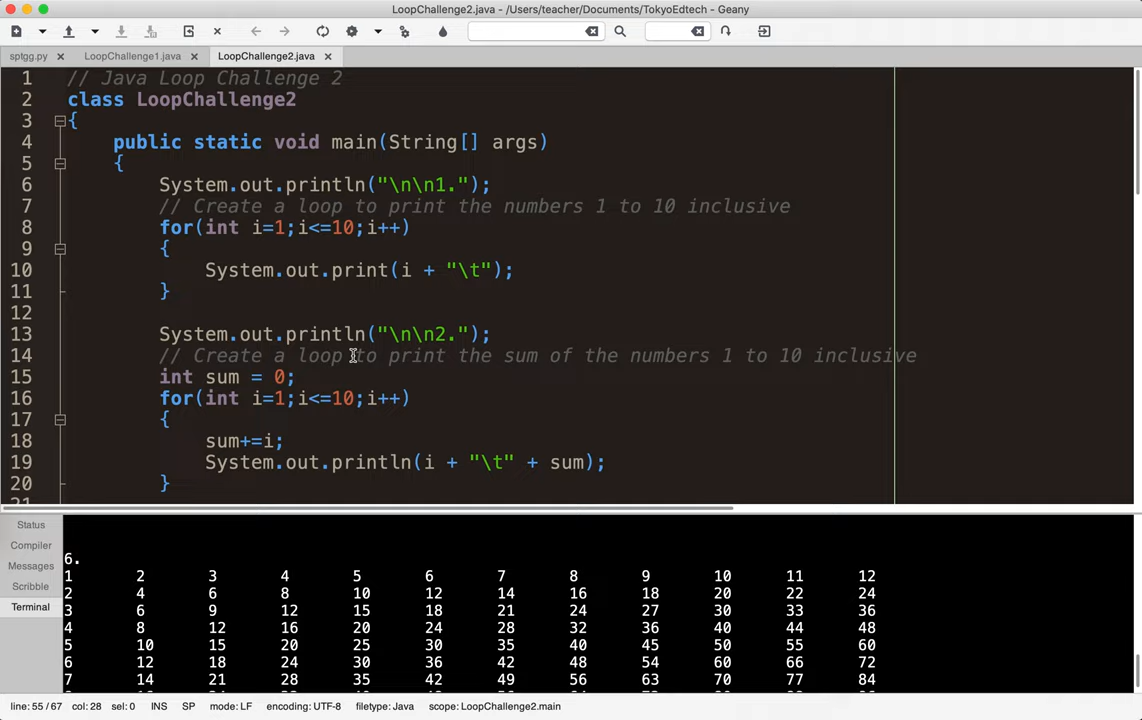 LoopChallenge2.java - /Users/teacher/Documents/TokyoEdtech - Geany
sptgg.py LoopChallenge1.java LoopChallenge2.java
1 // Java Loop Challenge 2
2 class LoopChallenge2
3 {
4 public static void main(String[] args)
5 {
6 System.out.println("\n\n1.");
7 // Create a loop to print the numbers 1 to 10 inclusive
8 for(int i=1;i<=10;i++)
9 {
10 System.out.print(i + "\t");
11 }
12
13 System.out.println("\n\n2.");
14 // Create a loop to print the sum of the numbers 1 to 10 inclusive
15 int sum = 0;
16 for(int i=1;i<=10;i++)
17 {
18 sum+=i;
19 System.out.println(i + "\t" + sum);
20 }
Status
Compiler
Messages
Scribble
Terminal
6.
1 2 3 4 5 6 7 8 9 10 11 12
2 4 6 8 10 12 14 16 18 20 22 24
3 6 9 12 15 18 21 24 27 30 33 36
4 8 12 16 20 24 28 32 36 40 44 48
5 10 15 20 25 30 35 40 45 50 55 60
6 12 18 24 30 36 42 48 54 60 66 72
7 14 21 28 35 42 49 56 63 70 77 84
line: 55 / 67 col: 28 sel: 0 INS SP mode: LF encoding: UTF-8 filetype: Java scope: LoopChallenge2.main